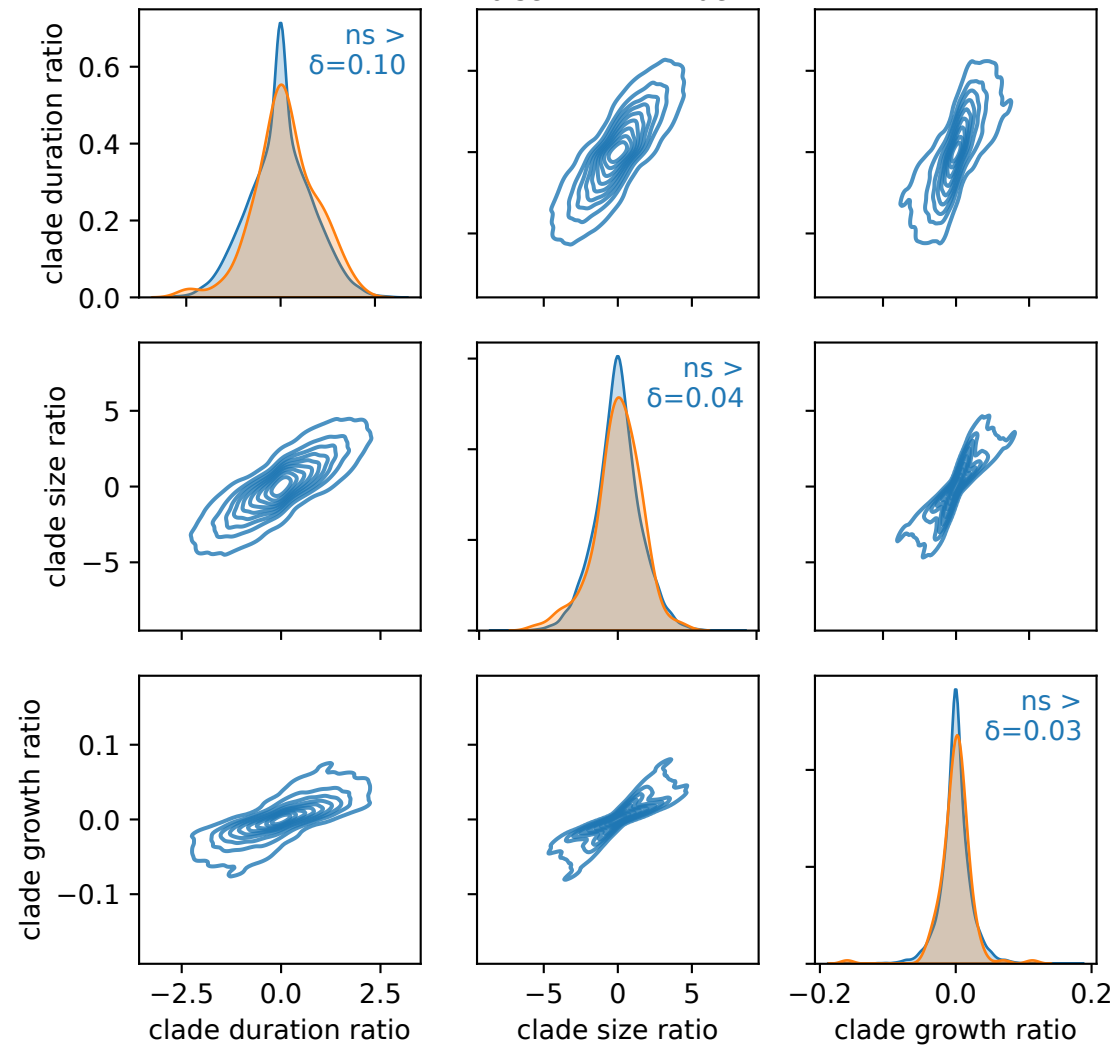 clade duration ratio
0.6
0.4
0.2
0.0
ns >
δ=0.10
clade size ratio
5
0
−5
ns >
δ=0.04
clade growth ratio
0.1
0.0
−0.1
ns >
δ=0.03
−2.5 0.0 2.5
−5 0 5
−0.2 0.0 0.2
clade duration ratio
clade size ratio
clade growth ratio